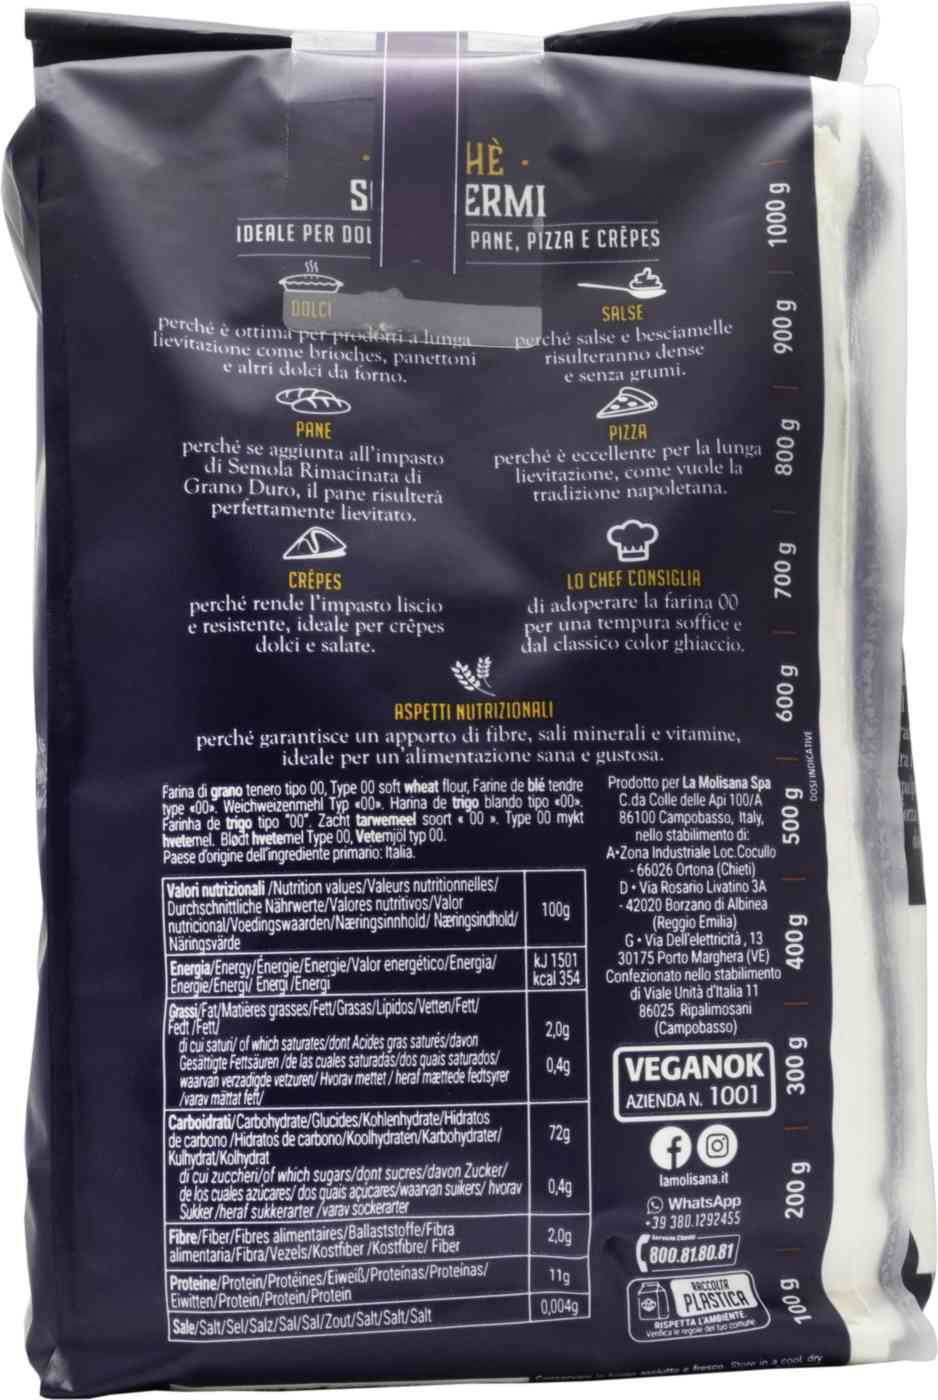 HÈ
S ERMI
IDEALE PER DOL PANE, PIZZA E CRÊPES
DOLCI
perché è ottima per prodotti a lunga
lievitazione come brioches, panettoni
e altri dolci da forno.
SALSE
perché salse e besciamelle
risulteranno dense
e senza grumi.
PANE
perché se aggiunta all'impasto
di Semola Rimacinata di
Grano Duro, il pane risulterà
perfettamente lievitato.
PIZZA
perché è eccellente per la lunga
lievitazione, come vuole la
tradizione napoletana.
CRÊPES
perché rende l'impasto liscio
e resistente, ideale per crêpes
dolci e salate.
LO CHEF CONSIGLIA
di adoperare la farina 00
per una tempura soffice e
dal classico color ghiaccio.
ASPETTI NUTRIZIONALI
perché garantisce un apporto di fibre, sali minerali e vitamine,
ideale per un'alimentazione sana e gustosa.
Farina di grano tenero tipo 00, Type 00 soft wheat flour, Farine de blé tendre
type «00». Weichweizenmehl Typ «00». Harina de trigo blando tipo «00».
Farinha de trigo tipo "00". Zacht tarwemeel soort « 00 ». Type 00 mykt
hvetemel. Blødt hvetemel Type 00, Vetemjöl typ 00.
Paese d'origine dell'ingrediente primario: Italia.
Valori nutrizionali /Nutrition values/Valeurs nutritionnelles/
Durchschnittliche Nährwerte/Valores nutritivos/Valor
nutricional/Voedingswaarden/Næringsinnhold/ Næringsindhold/
Näringsvärde
100g
Energia/Energy/Énergie/Energie/Valor energético/Energia/
Energie/Energi/ Energi /Energi
kJ 1501
kcal 354
Grassi/Fat/Matières grasses/Fett/Grasas/Lípidos/Vetten/Fett/
Fedt /Fett/
2,0g
di cui saturi/ of which saturates/dont Acides gras saturés/davon
Gesättigte Fettsäuren /de las cuales saturadas/dos quais saturados/
waarvan verzadigde vetzuren/ Hvorav mettet / heraf mættede fedtsyrer
/varav mättat fett/
0,4g
Carboidrati/Carbohydrate/Glucides/Kohlenhydrate/Hidratos
de carbono /Hidratos de carbono/Koolhydraten/Karbohydrater/
Kulhydrat/Kolhydrat
72g
di cui zuccheri/of which sugars/dont sucres/davon Zucker/
de los cuales azúcares/ dos quais açúcares/waarvan suikers/ hvorav
Sukker /heraf sukkerarter /varav sockerarter
0,4g
Fibre/Fiber/Fibres alimentaires/Ballaststoffe/Fibra
alimentaria/Fibra/Vezels/Kostfiber /Kostfibre/ Fiber
2,0g
Proteine/Protein/Protéines/Eiweiß/Proteínas/Proteínas/
Eiwitten/Protein/Protein/Protein
11g
Sale/Salt/Sel/Salz/Sal/Sal/Zout/Salt/Salt/Salt
0,004g
Prodotto per La Molisana Spa
C.da Colle delle Api 100/A
86100 Campobasso, Italy,
nello stabilimento di:
A•Zona Industriale Loc.Cocullo
- 66026 Ortona (Chieti)
D • Via Rosario Livatino 3A
- 42020 Borzano di Albinea
(Reggio Emilia)
G • Via Dell'elettricità , 13
30175 Porto Marghera (VE)
Confezionato nello stabilimento
di Viale Unità d'Italia 11
86025 Ripalimosani
(Campobasso)
VEGANOK
AZIENDA N. 1001
lamolisana.it
WhatsApp
+39 380.1292455
Servizio Clienti
800.81.80.81
RACCOLTA
PLASTICA
RISPETTA L'AMBIENTE
Verifica le regole del tuo comune
1000 g
900 g
800 g
700 g
600 g
500 g
400 g
300 g
200 g
100 g
DOSI INDICATIVE
asciutto e fresco. Store in a cool, dry